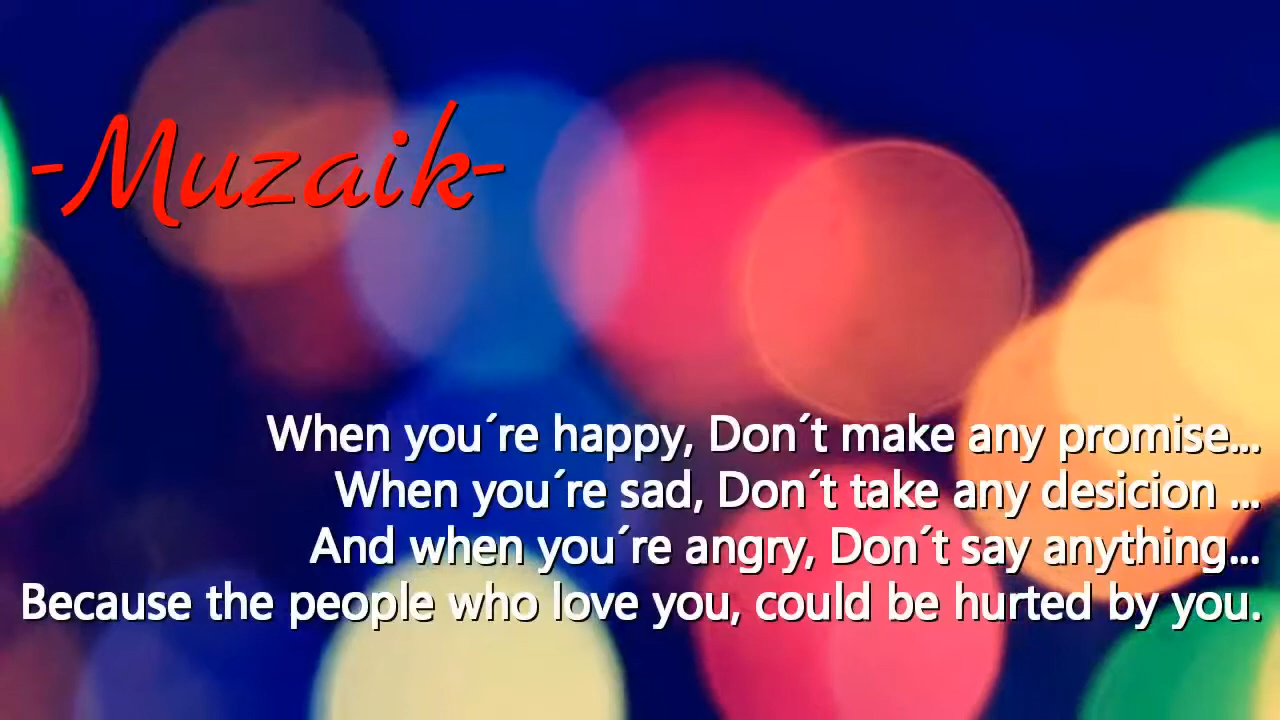 -Muzaik-
When you´re happy, Don´t make any promise...
When you´re sad, Don´t take any desicion ...
And when you´re angry, Don´t say anything...
Because the people who love you, could be hurted by you.